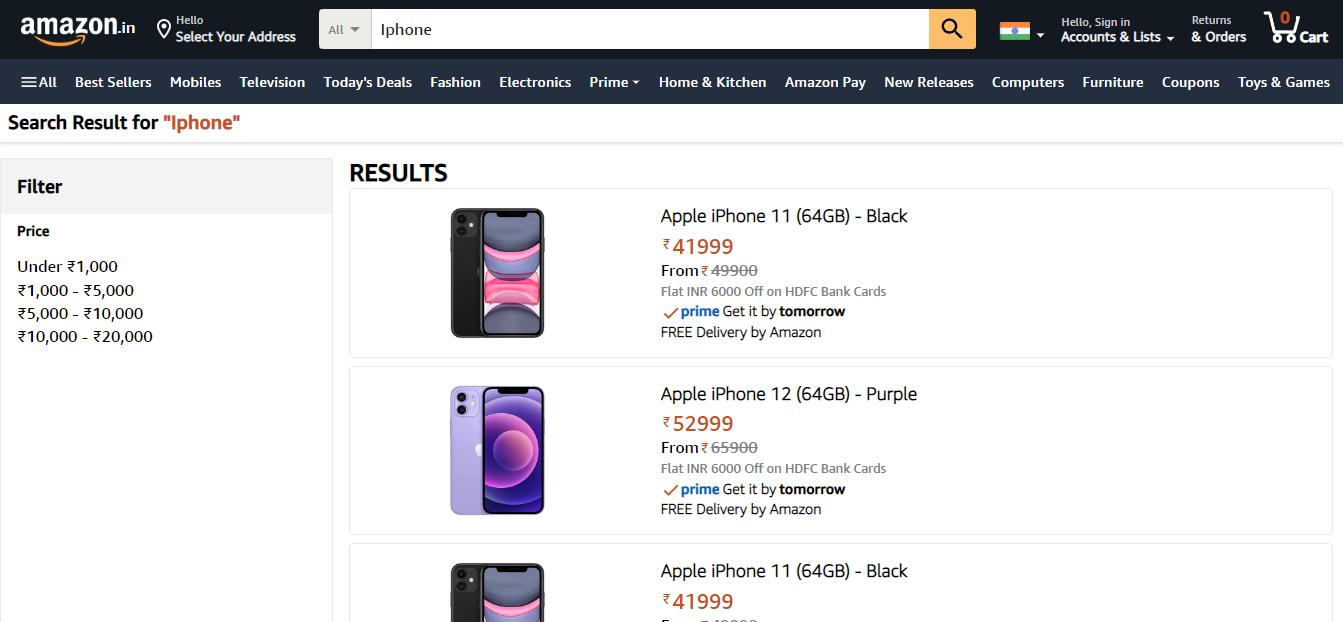 amazon.in
Hello
Select Your Address
All
Iphone
Hello, Sign in
Accounts & Lists
Returns
& Orders
0
Cart
All Best Sellers Mobiles Television Today's Deals Fashion Electronics Prime Home & Kitchen Amazon Pay New Releases Computers Furniture Coupons Toys & Games
Search Result for "Iphone"
Filter
Price
Under ₹1,000
₹1,000 - ₹5,000
₹5,000 - ₹10,000
₹10,000 - ₹20,000
RESULTS
Apple iPhone 11 (64GB) - Black
₹41999
From ₹49900
Flat INR 6000 Off on HDFC Bank Cards
prime Get it by tomorrow
FREE Delivery by Amazon
Apple iPhone 12 (64GB) - Purple
₹52999
From ₹65900
Flat INR 6000 Off on HDFC Bank Cards
prime Get it by tomorrow
FREE Delivery by Amazon
Apple iPhone 11 (64GB) - Black
₹41999